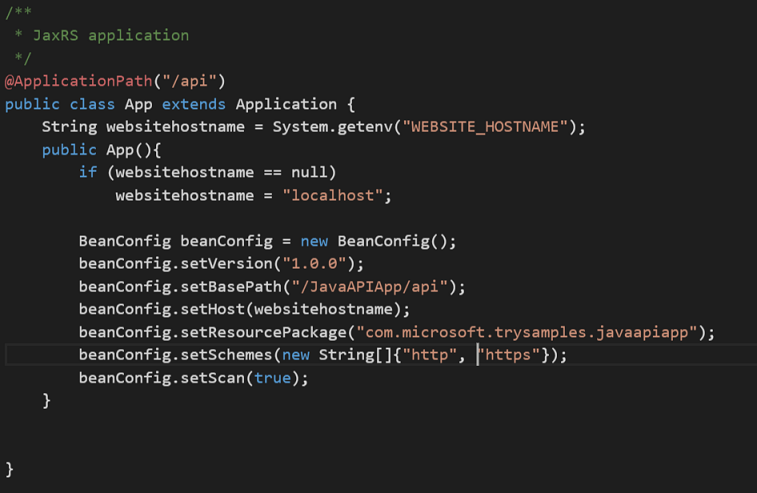 /**
 * JaxRS application
 */
@ApplicationPath("/api")
public class App extends Application {
    String websitehostname = System.getenv("WEBSITE_HOSTNAME");
    public App(){
        if (websitehostname == null)
            websitehostname = "localhost";

        BeanConfig beanConfig = new BeanConfig();
        beanConfig.setVersion("1.0.0");
        beanConfig.setBasePath("/JavaAPIApp/api");
        beanConfig.setHost(websitehostname);
        beanConfig.setResourcePackage("com.microsoft.trysamples.javaapiapp");
        beanConfig.setSchemes(new String[]{"http", "https"});
        beanConfig.setScan(true);
    }


}